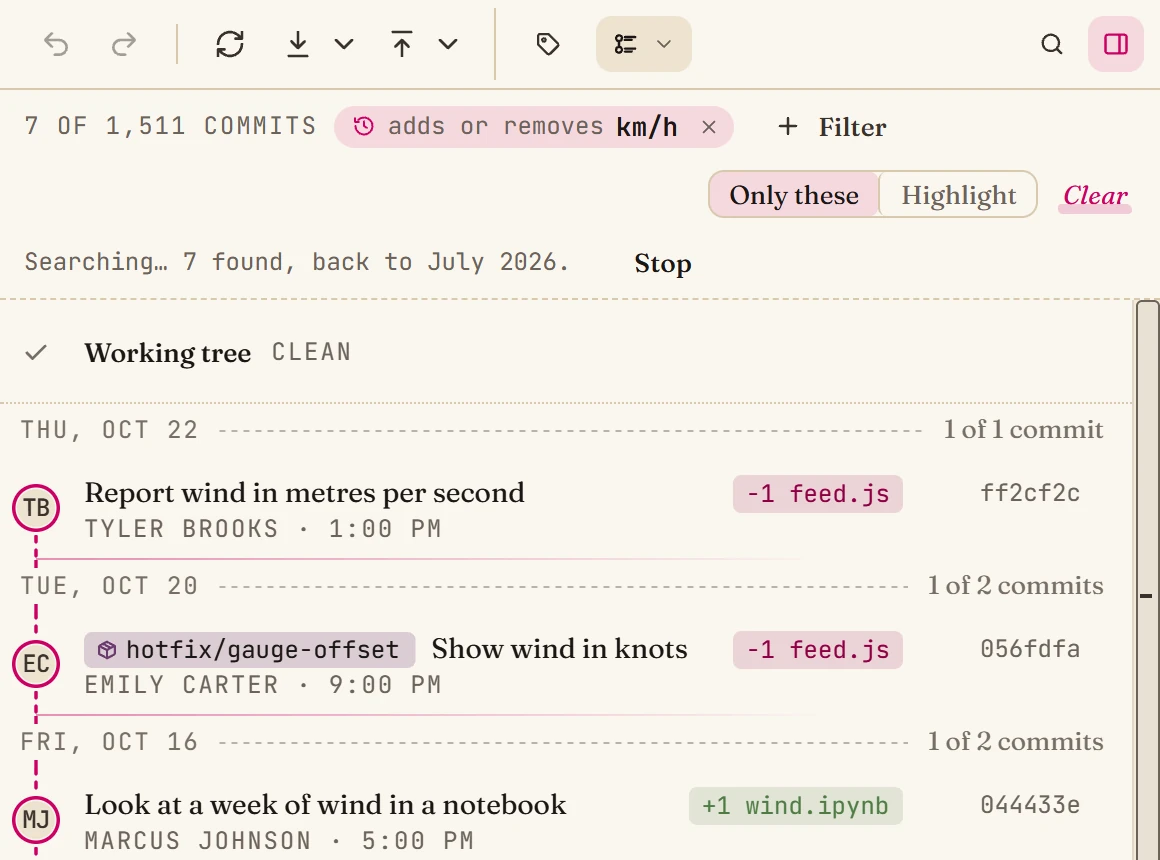 7 OF 1,511 COMMITS adds or removes km/h × + Filter
Only these Highlight Clear
Searching… 7 found, back to July 2026. Stop
Working tree CLEAN
THU, OCT 22 1 of 1 commit
TB Report wind in metres per second -1 feed.js ff2cf2c
TYLER BROOKS · 1:00 PM
TUE, OCT 20 1 of 2 commits
EC hotfix/gauge-offset Show wind in knots -1 feed.js 056fdfa
EMILY CARTER · 9:00 PM
FRI, OCT 16 1 of 2 commits
MJ Look at a week of wind in a notebook +1 wind.ipynb 044433e
MARCUS JOHNSON · 5:00 PM